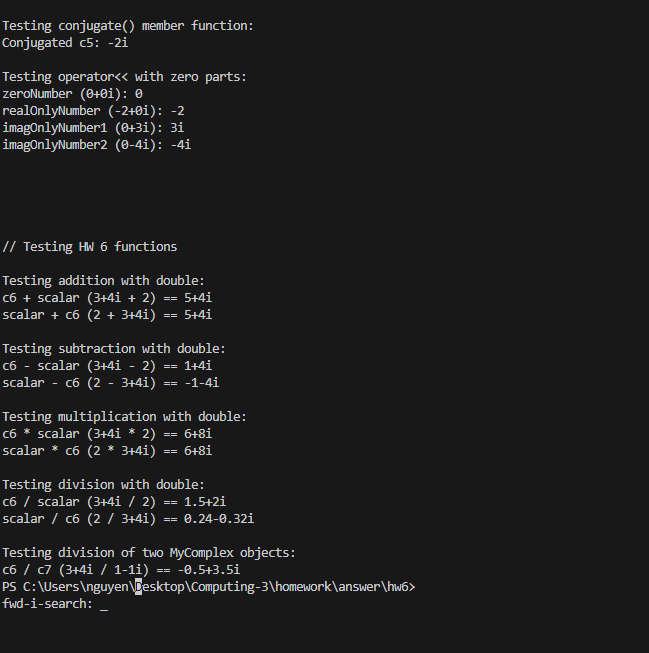 Testing conjugate() member function:
Conjugated c5: -2i
Testing operator<< with zero parts:
zeroNumber (0+0i): 0
realOnlyNumber (-2+0i): -2
imagOnlyNumber1 (0+3i): 3i
imagOnlyNumber2 (0-4i): -4i
// Testing HW 6 functions
Testing addition with double:
c6 + scalar (3+4i + 2) == 5+4i
scalar + c6 (2 + 3+4i) == 5+4i
Testing subtraction with double:
c6 - scalar (3+4i - 2) == 1+4i
scalar - c6 (2 - 3+4i) == -1-4i
Testing multiplication with double:
c6 * scalar (3+4i * 2) == 6+8i
scalar * c6 (2 * 3+4i) == 6+8i
Testing division with double:
c6 / scalar (3+4i / 2) == 1.5+2i
scalar / c6 (2 / 3+4i) == 0.24-0.32i
Testing division of two MyComplex objects:
c6 / c7 (3+4i / 1-1i) == -0.5+3.5i
PS C:\Users\nguyen\Desktop\Computing-3\homework\answer\hw6>
fwd-i-search: _